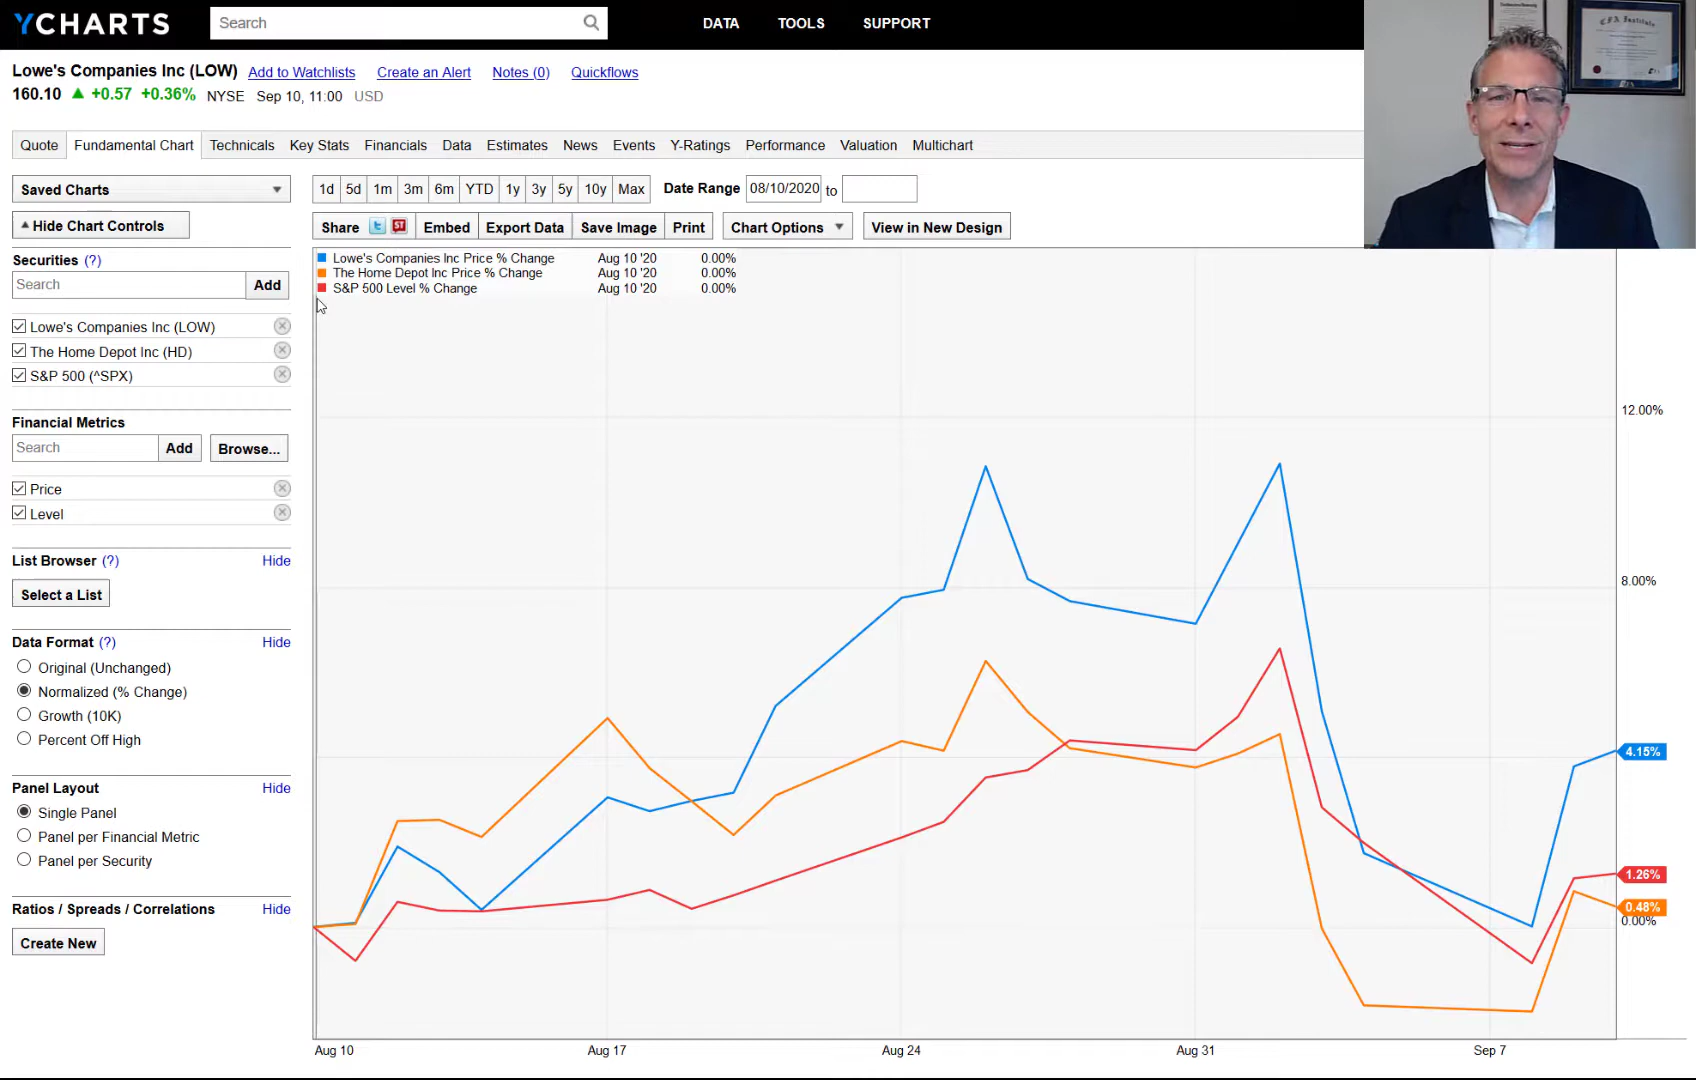 YCHARTS
Search
DATA TOOLS SUPPORT
CFA Institute
Lowe's Companies Inc (LOW) Add to Watchlists Create an Alert Notes (0) Quickflows
160.10 ▲ +0.57 +0.36% NYSE Sep 10, 11:00 USD
Quote Fundamental Chart Technicals Key Stats Financials Data Estimates News Events Y-Ratings Performance Valuation Multichart
Saved Charts
1d 5d 1m 3m 6m YTD 1y 3y 5y 10y Max Date Range 08/10/2020 to
Hide Chart Controls
Share Embed Export Data Save Image Print Chart Options View in New Design
Securities (?)
Search Add
Lowe's Companies Inc (LOW)
The Home Depot Inc (HD)
S&P 500 (^SPX)
Financial Metrics
Search Add Browse...
Price
Level
List Browser (?) Hide
Select a List
Data Format (?) Hide
Original (Unchanged)
Normalized (% Change)
Growth (10K)
Percent Off High
Panel Layout Hide
Single Panel
Panel per Financial Metric
Panel per Security
Ratios / Spreads / Correlations Hide
Create New
Lowe's Companies Inc Price % Change Aug 10 '20 0.00%
The Home Depot Inc Price % Change Aug 10 '20 0.00%
S&P 500 Level % Change Aug 10 '20 0.00%
12.00%
8.00%
4.15%
1.26%
0.48%
0.00%
Aug 10 Aug 17 Aug 24 Aug 31 Sep 7